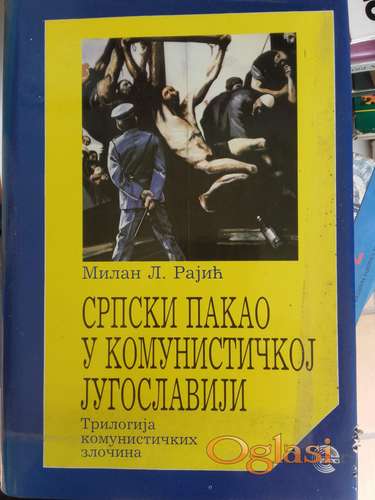 Милан Л. Рајић
СРПСКИ ПАКАО
У КОМУНИСТИЧКОЈ
ЈУГОСЛАВИЈИ
Трилогија
комунистичких
злочина
Oglasi